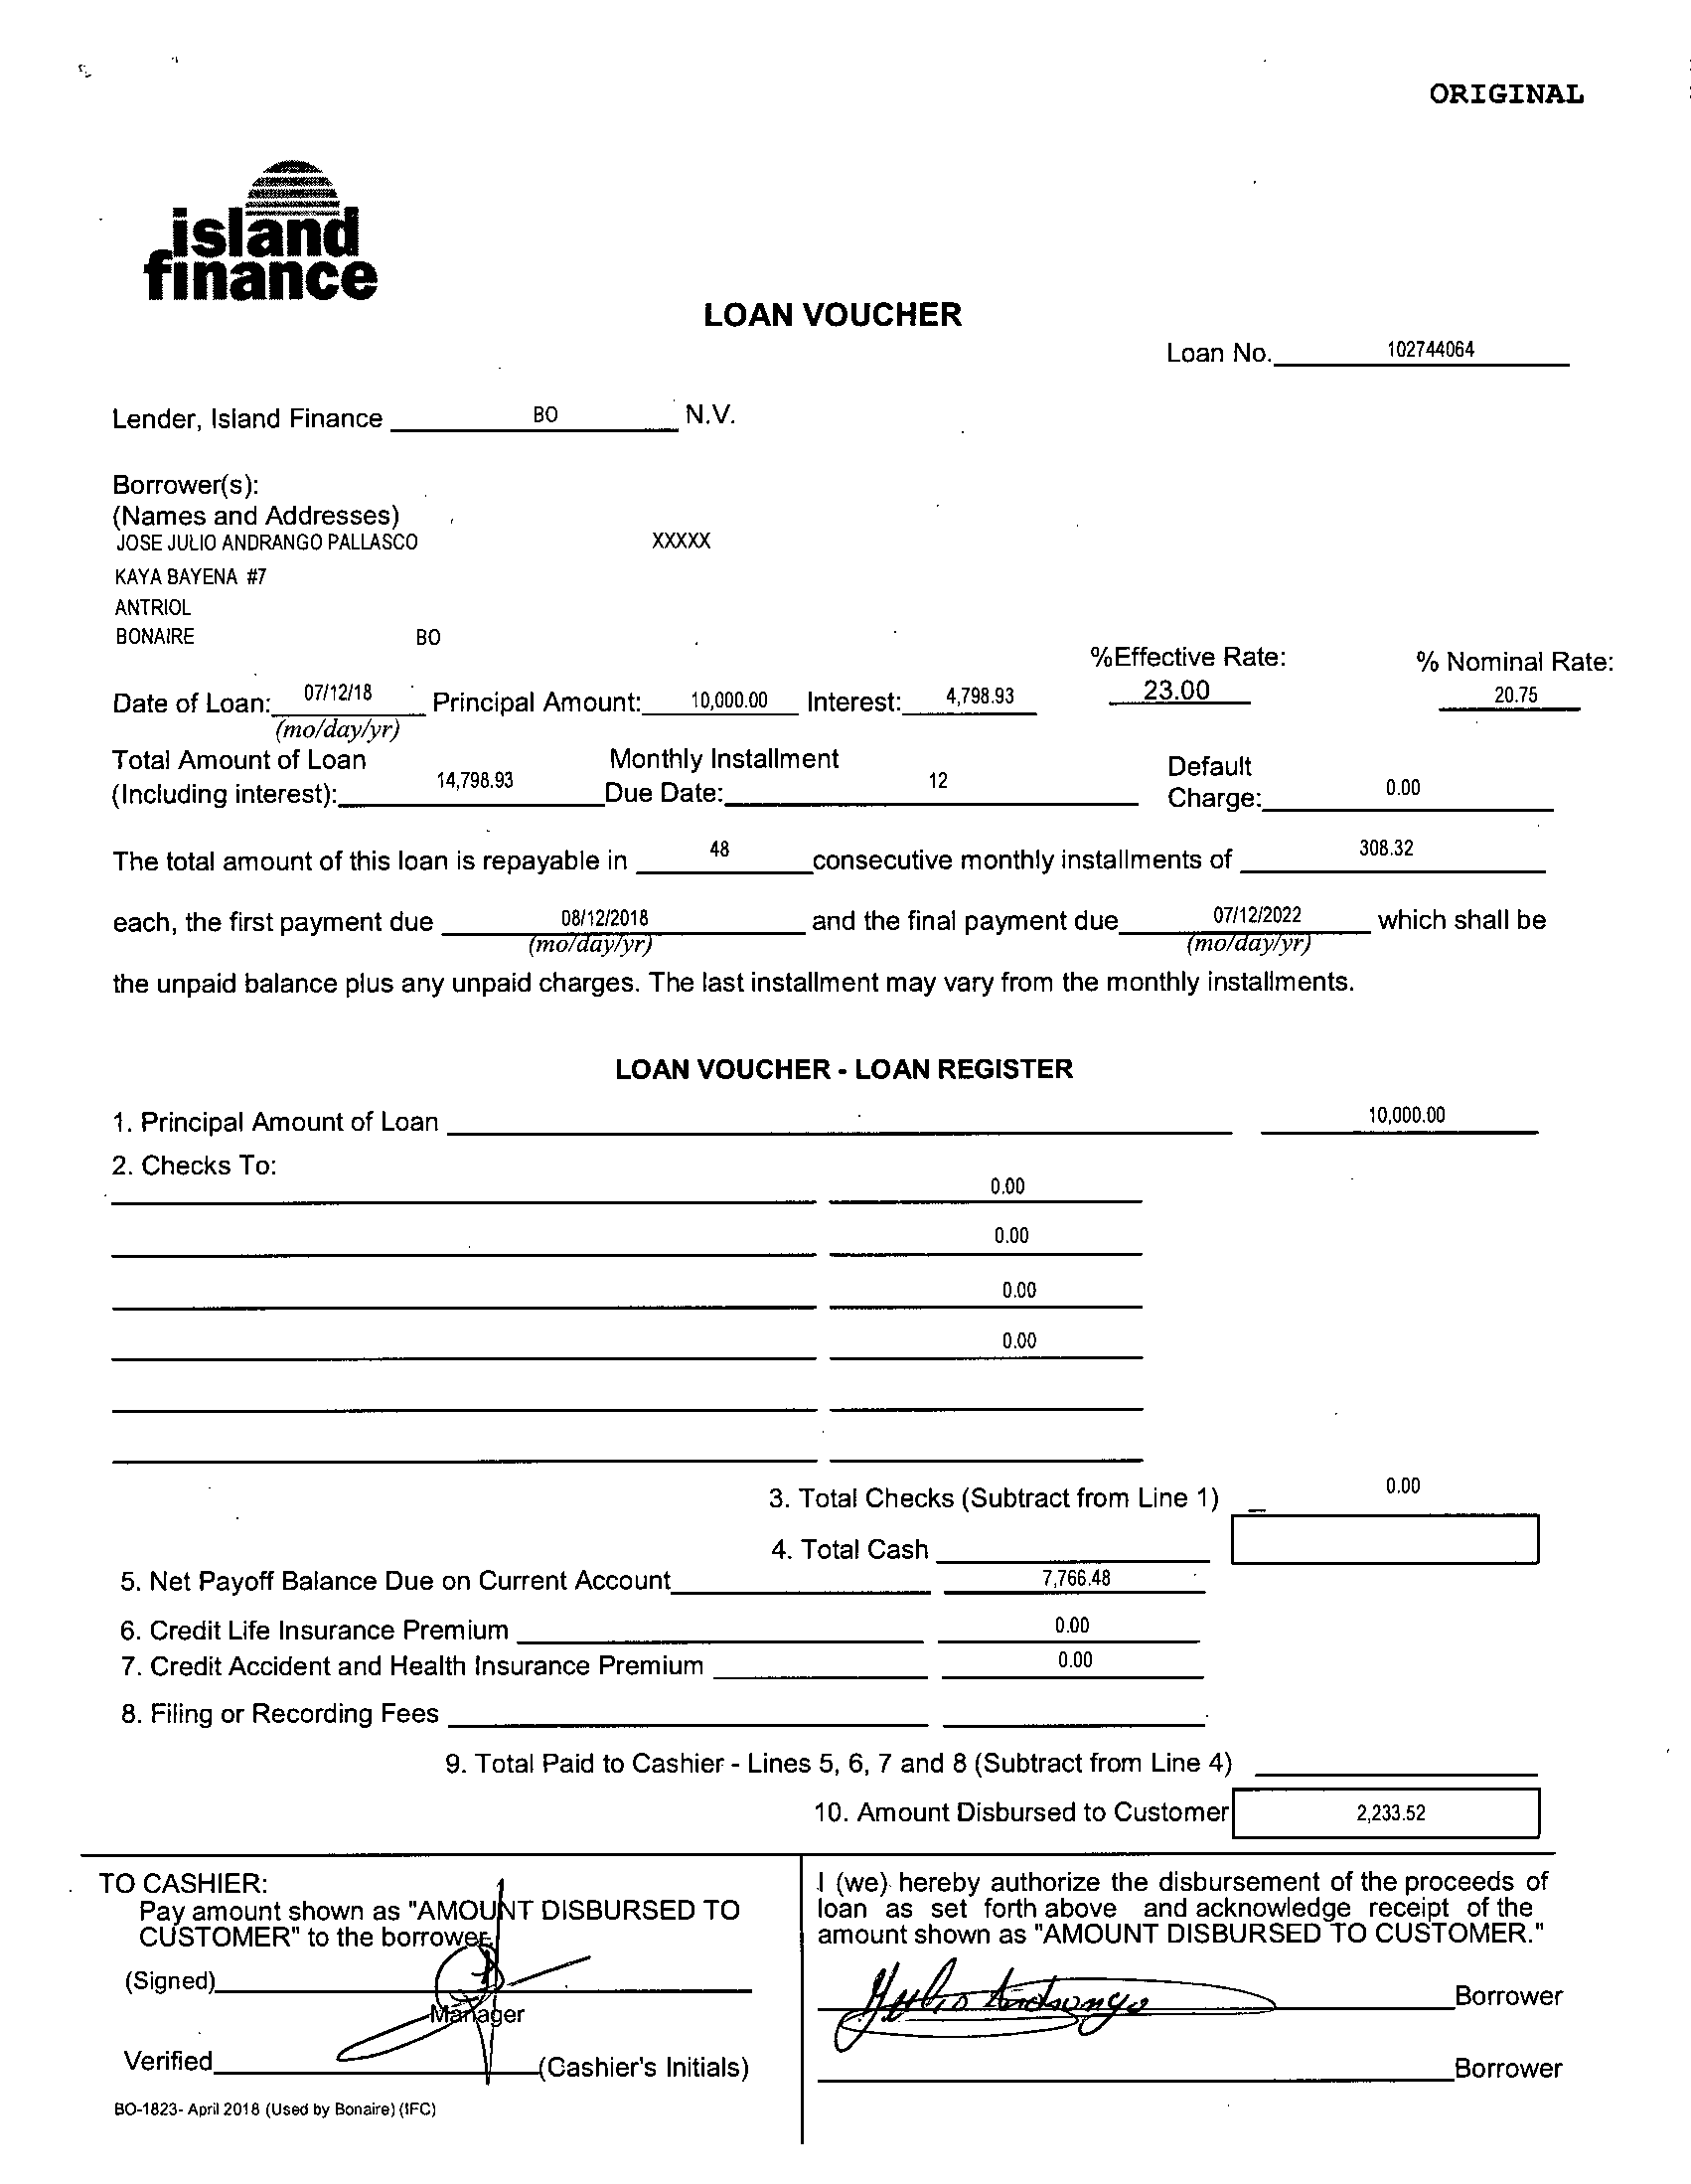 ORIGINAL
island
finance
LOAN VOUCHER
Loan No. 102744064
Lender, Island Finance BO N.V.
Borrower(s):
(Names and Addresses)
JOSE JULIO ANDRANGO PALLASCO XXXXX
KAYA BAYENA #7
ANTRIOL
BONAIRE BO
%Effective Rate: % Nominal Rate:
Date of Loan: 07/12/18 Principal Amount: 10,000.00 Interest: 4,798.93 23.00 20.75
(mo/day/yr)
Total Amount of Loan Monthly Installment Default
(Including interest): 14,798.93 Due Date: 12 Charge: 0.00
The total amount of this loan is repayable in 48 consecutive monthly installments of 308.32
each, the first payment due 08/12/2018 and the final payment due 07/12/2022 which shall be
(mo/day/yr) (mo/day/yr)
the unpaid balance plus any unpaid charges. The last installment may vary from the monthly installments.
LOAN VOUCHER - LOAN REGISTER
1. Principal Amount of Loan 10,000.00
2. Checks To:
0.00
0.00
0.00
0.00
3. Total Checks (Subtract from Line 1) – 0.00
4. Total Cash
5. Net Payoff Balance Due on Current Account 7,766.48
6. Credit Life Insurance Premium 0.00
7. Credit Accident and Health Insurance Premium 0.00
8. Filing or Recording Fees
9. Total Paid to Cashier - Lines 5, 6, 7 and 8 (Subtract from Line 4)
10. Amount Disbursed to Customer 2,233.52
TO CASHIER:
Pay amount shown as "AMOUNT DISBURSED TO
CUSTOMER" to the borrower.
(Signed)
Manager
Verified (Cashier's Initials)
BO-1823- April 2018 (Used by Bonaire) (IFC)
I (we) hereby authorize the disbursement of the proceeds of
loan as set forth above and acknowledge receipt of the
amount shown as "AMOUNT DISBURSED TO CUSTOMER."
Borrower
Borrower